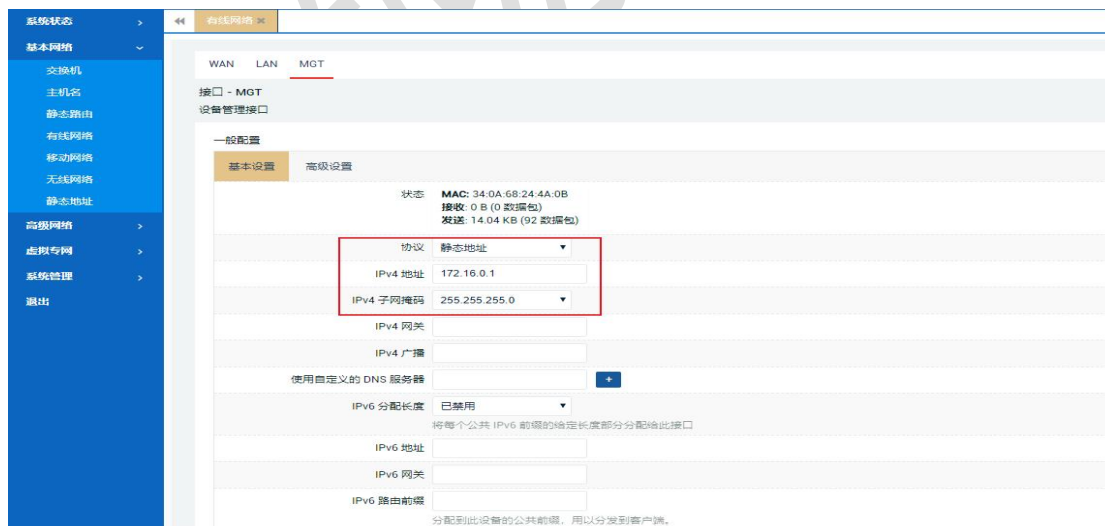 系统状态
基本网络
交换机
主机名
静态路由
有线网络
移动网络
无线网络
静态地址
高级网络
虚拟专网
系统管理
退出
有线网络
WAN LAN MGT
接口 - MGT
设备管理接口
一般配置
基本设置 高级设置
状态 MAC: 34:0A:68:24:4A:0B
接收: 0 B (0 数据包)
发送: 14.04 KB (92 数据包)
协议 静态地址
IPv4 地址 172.16.0.1
IPv4 子网掩码 255.255.255.0
IPv4 网关
IPv4 广播
使用自定义的 DNS 服务器 +
IPv6 分配长度 已禁用
将每个公共 IPv6 前缀的给定长度部分分配给此接口
IPv6 地址
IPv6 网关
IPv6 路由前缀
分配到此设备的公共前缀，用以分发到客户端。